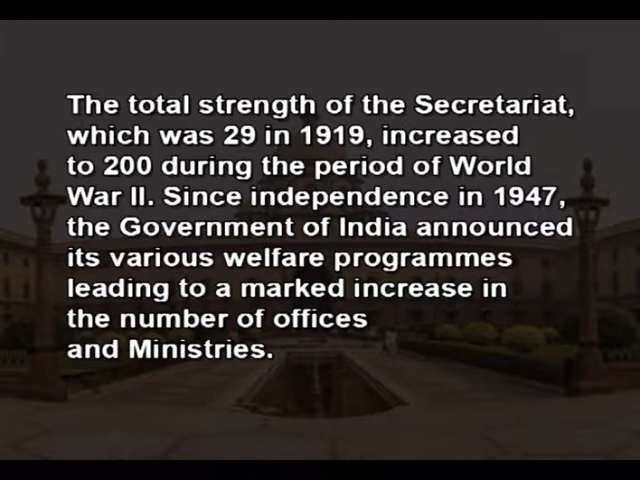 The total strength of the Secretariat,
which was 29 in 1919, increased
to 200 during the period of World
War II. Since independence in 1947,
the Government of India announced
its various welfare programmes
leading to a marked increase in
the number of offices
and Ministries.